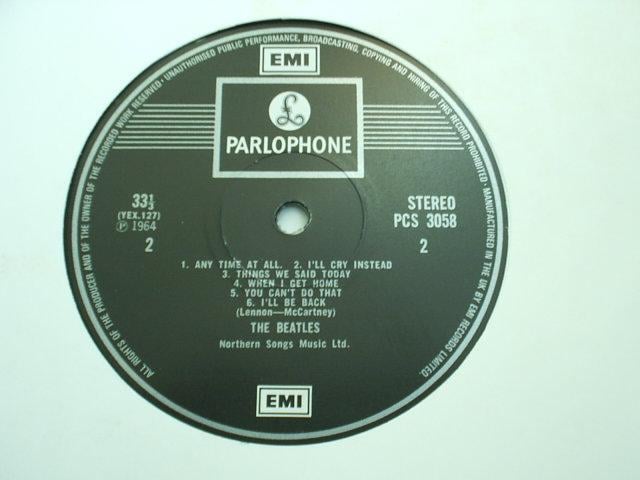 UNAUTHORISED PUBLIC PERFORMANCE, BROADCASTING, COPYING AND HIRING OF THIS RECORD PROHIBITED · MANUFACTURED IN THE UK BY EMI RECORDS LIMITED.
ALL RIGHTS OF THE PRODUCER AND OF THE OWNER OF THE RECORDED WORK RESERVED ·
EMI
£
PARLOPHONE
33⅓
(YEX.127)
℗ 1964
2
STEREO
PCS 3058
2
1. ANY TIME AT ALL. 2. I'LL CRY INSTEAD
3. THINGS WE SAID TODAY
4. WHEN I GET HOME
5. YOU CAN'T DO THAT
6. I'LL BE BACK
(Lennon—McCartney)
THE BEATLES
Northern Songs Music Ltd.
EMI